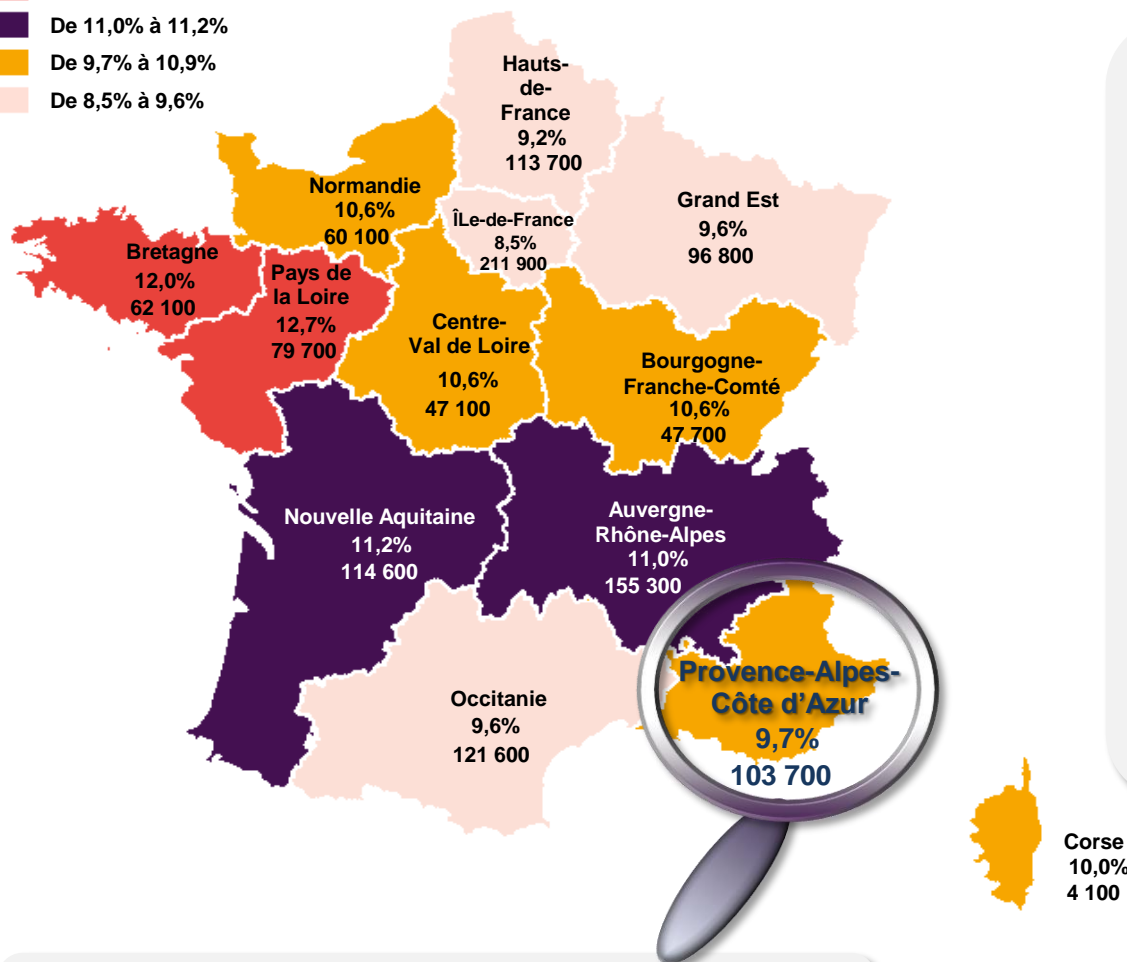 De 11,0% à 11,2%
De 9,7% à 10,9%
De 8,5% à 9,6%
Hauts-
de-
France
9,2%
113 700
Normandie
10,6%
60 100
ÎLe-de-France
8,5%
211 900
Grand Est
9,6%
96 800
Bretagne
12,0%
62 100
Pays de
la Loire
12,7%
79 700
Centre-
Val de Loire
10,6%
47 100
Bourgogne-
Franche-Comté
10,6%
47 700
Nouvelle Aquitaine
11,2%
114 600
Auvergne-
Rhône-Alpes
11,0%
155 300
Occitanie
9,6%
121 600
Provence-Alpes-
Côte d’Azur
9,7%
103 700
Corse
10,0%
4 100